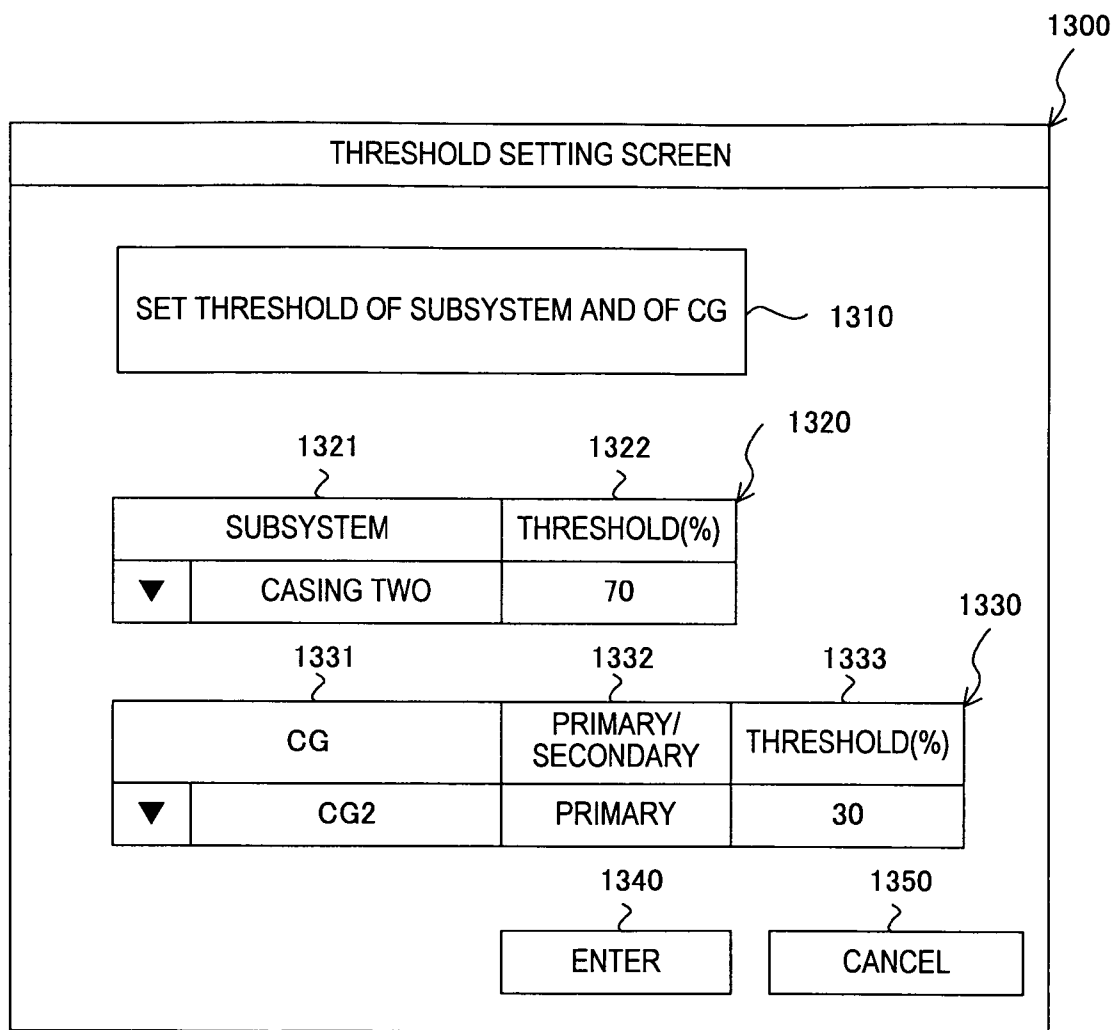 1300
THRESHOLD SETTING SCREEN
SET THRESHOLD OF SUBSYSTEM AND OF CG
1310
1320
1321 1322
SUBSYSTEM THRESHOLD(%)
▼ CASING TWO 70
1330
1331 1332 1333
CG PRIMARY/
SECONDARY THRESHOLD(%)
▼ CG2 PRIMARY 30
1340 1350
ENTER CANCEL